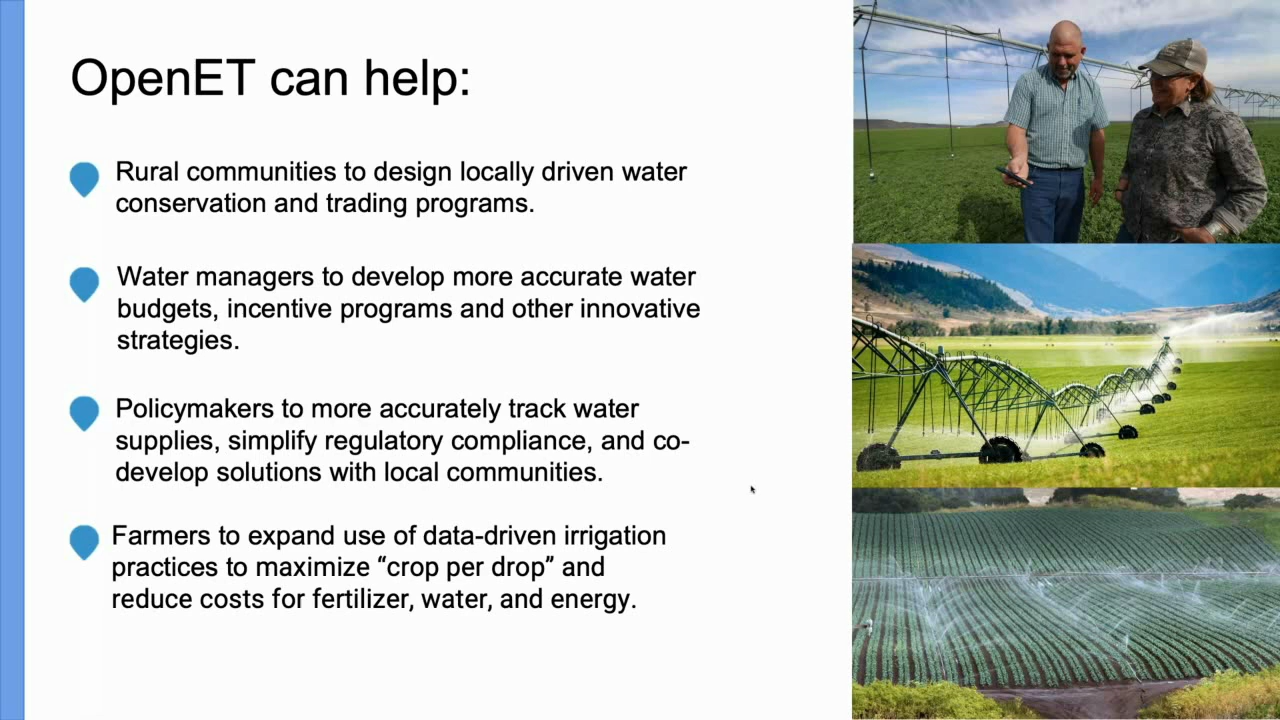 OpenET can help:
Rural communities to design locally driven water
conservation and trading programs.
Water managers to develop more accurate water
budgets, incentive programs and other innovative
strategies.
Policymakers to more accurately track water
supplies, simplify regulatory compliance, and co-
develop solutions with local communities.
Farmers to expand use of data-driven irrigation
practices to maximize “crop per drop” and
reduce costs for fertilizer, water, and energy.